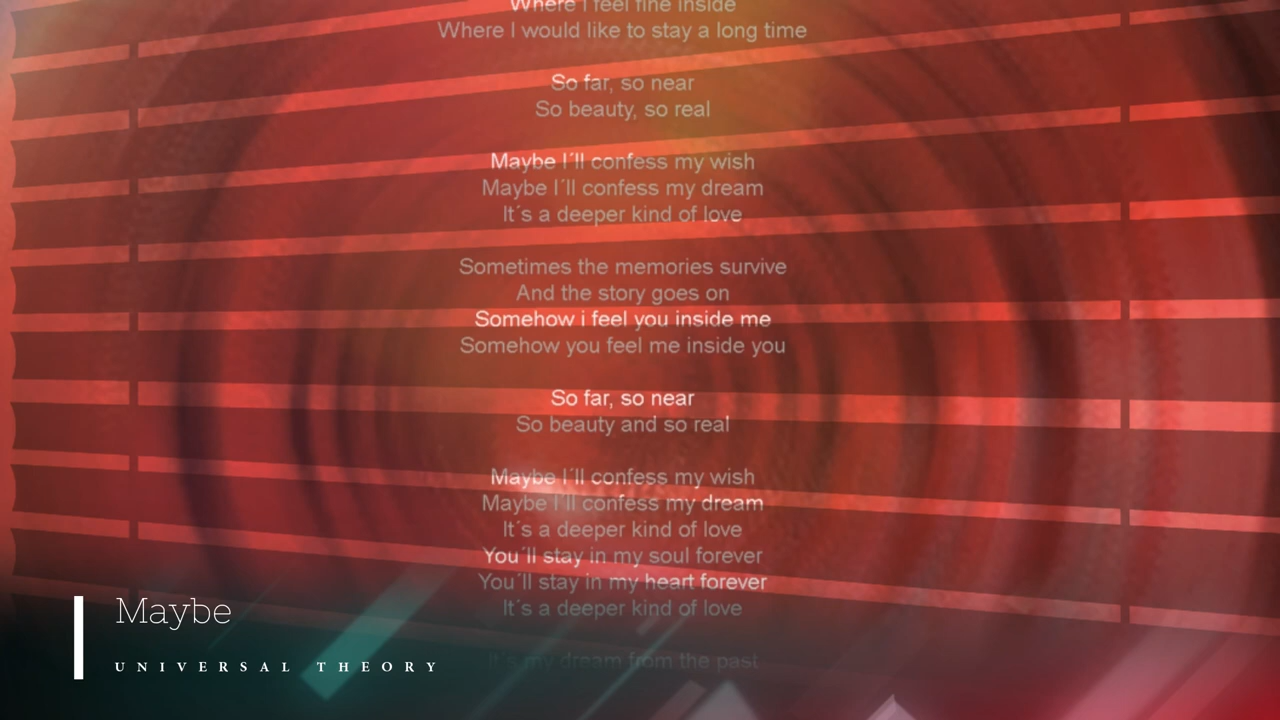 Where I feel fine inside
Where I would like to stay a long time
So far, so near
So beauty, so real
Maybe I´ll confess my wish
Maybe I´ll confess my dream
It´s a deeper kind of love
Sometimes the memories survive
And the story goes on
Somehow i feel you inside me
Somehow you feel me inside you
So far, so near
So beauty and so real
Maybe I´ll confess my wish
Maybe I´ll confess my dream
It´s a deeper kind of love
You´ll stay in my soul forever
You´ll stay in my heart forever
It´s a deeper kind of love
It´s my dream from the past
Maybe
UNIVERSAL THEORY